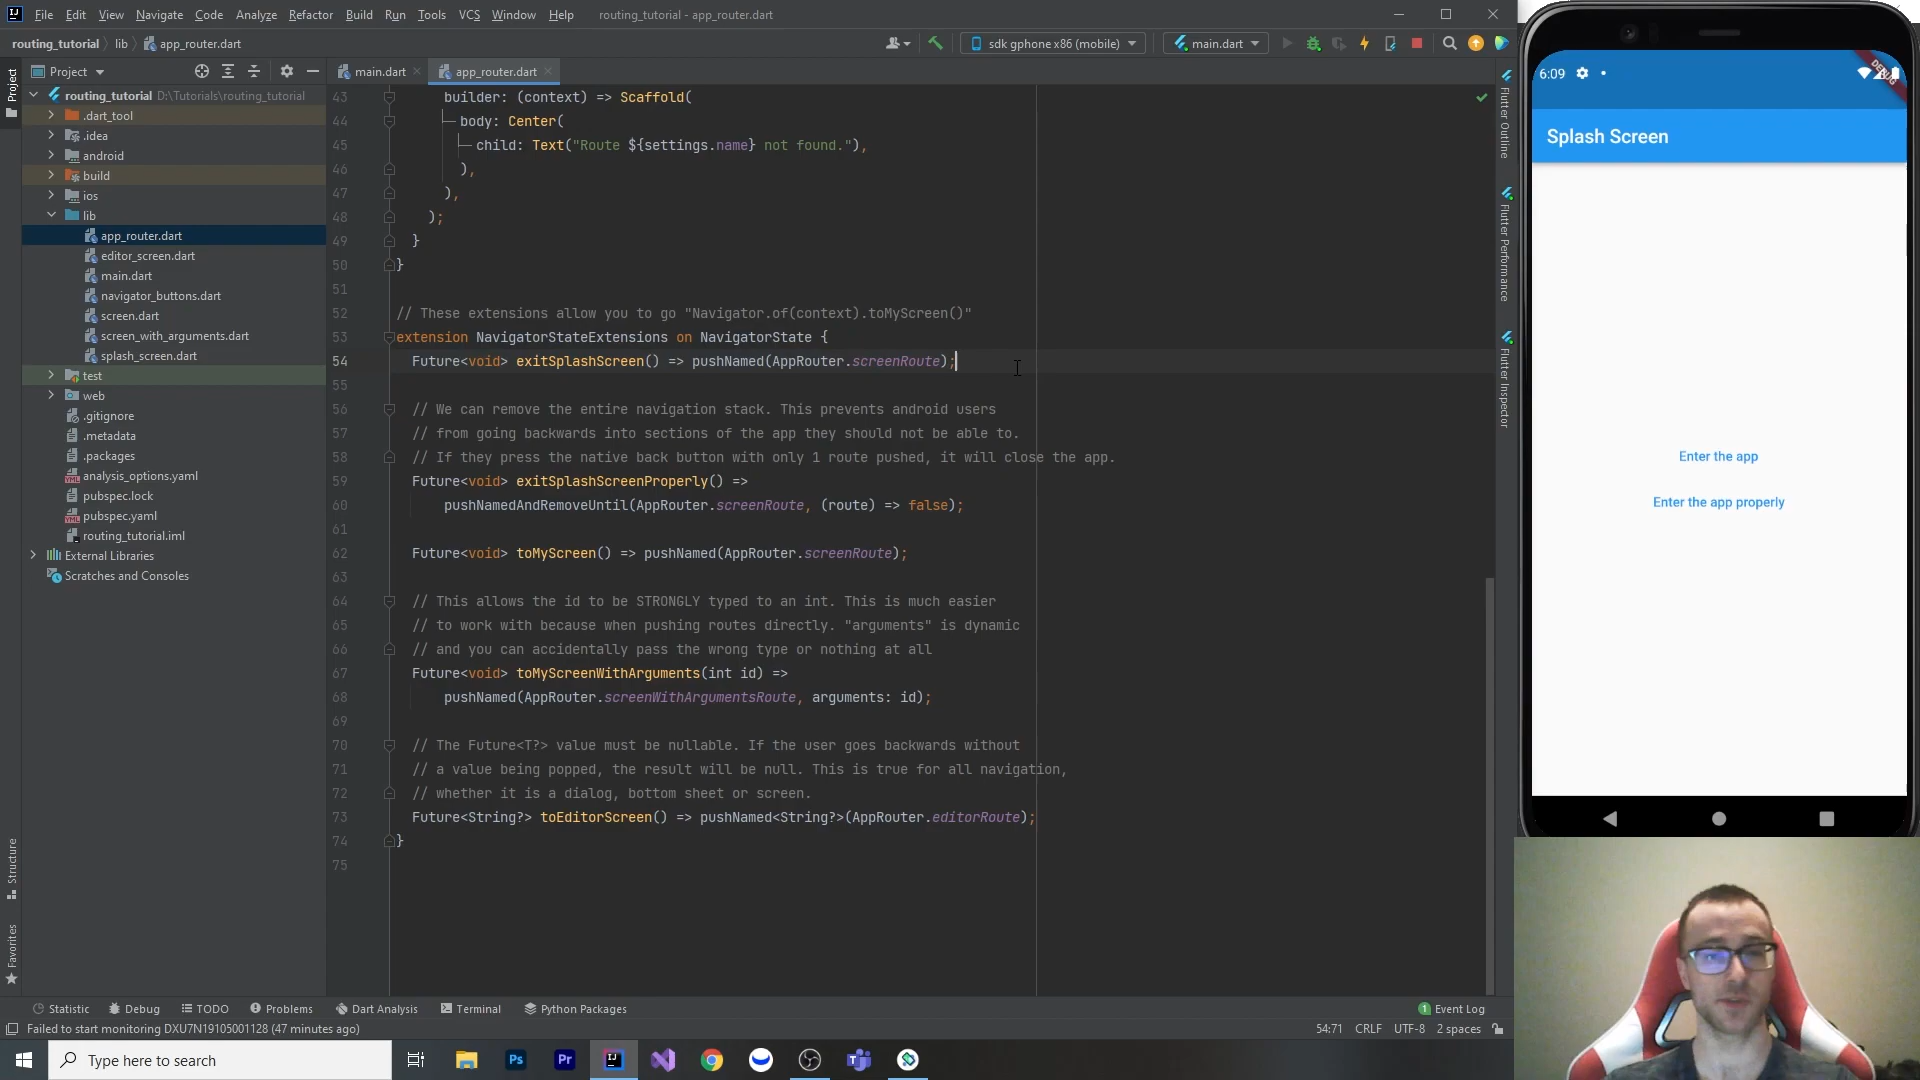 File Edit View Navigate Code Analyze Refactor Build Run Tools VCS Window Help routing_tutorial - app_router.dart
routing_tutorial lib app_router.dart
sdk gphone x86 (mobile) main.dart
Project
main.dart app_router.dart
Project
routing_tutorial D:\Tutorials\routing_tutorial
.dart_tool
.idea
android
build
ios
lib
app_router.dart
editor_screen.dart
main.dart
navigator_buttons.dart
screen.dart
screen_with_arguments.dart
splash_screen.dart
test
web
.gitignore
.metadata
.packages
analysis_options.yaml
pubspec.lock
pubspec.yaml
routing_tutorial.iml
External Libraries
Scratches and Consoles
Structure
Favorites
43 builder: (context) => Scaffold(
44 body: Center(
45 child: Text("Route ${settings.name} not found."),
46 ),
47 ),
48 );
49 }
50 }
51
52 // These extensions allow you to go "Navigator.of(context).toMyScreen()"
53 extension NavigatorStateExtensions on NavigatorState {
54 Future<void> exitSplashScreen() => pushNamed(AppRouter.screenRoute);
55
56 // We can remove the entire navigation stack. This prevents android users
57 // from going backwards into sections of the app they should not be able to.
58 // If they press the native back button with only 1 route pushed, it will close the app.
59 Future<void> exitSplashScreenProperly() =>
60 pushNamedAndRemoveUntil(AppRouter.screenRoute, (route) => false);
61
62 Future<void> toMyScreen() => pushNamed(AppRouter.screenRoute);
63
64 // This allows the id to be STRONGLY typed to an int. This is much easier
65 // to work with because when pushing routes directly. "arguments" is dynamic
66 // and you can accidentally pass the wrong type or nothing at all
67 Future<void> toMyScreenWithArguments(int id) =>
68 pushNamed(AppRouter.screenWithArgumentsRoute, arguments: id);
69
70 // The Future<T?> value must be nullable. If the user goes backwards without
71 // a value being popped, the result will be null. This is true for all navigation,
72 // whether it is a dialog, bottom sheet or screen.
73 Future<String?> toEditorScreen() => pushNamed<String?>(AppRouter.editorRoute);
74 }
75
Flutter Outline
Flutter Performance
Flutter Inspector
6:09
DEBUG
Splash Screen
Enter the app
Enter the app properly
Statistic Debug TODO Problems Dart Analysis Terminal Python Packages 1 Event Log
Failed to start monitoring DXU7N19105001128 (47 minutes ago) 54:71 CRLF UTF-8 2 spaces
Type here to search
Ps
Pr
IJ